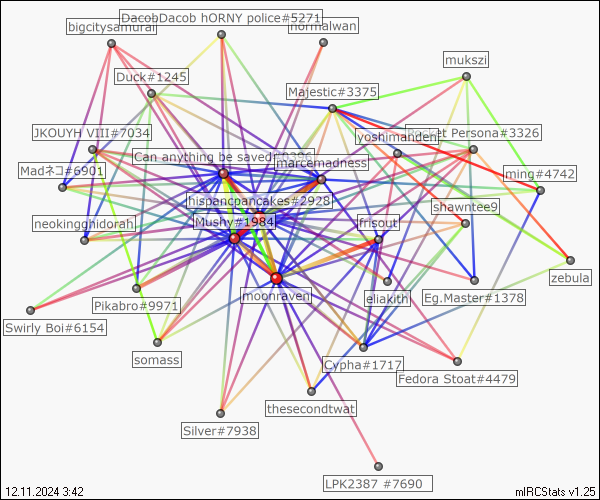 DacobDacob hORNY police#5271
bigcitysamurai
normalwan
mukszi
Duck#1245
Majestic#3375
JKOUYH VIII#7034
yoshimanden
Rocket Persona#3326
Can anything be saved#0396
marcemadness
Madネコ#6901
ming#4742
hispancpancakes#2928
shawntee9
neokingghidorah
Mushy#1984
frisout
zebula
moonraven
eliakith
Eg.Master#1378
Pikabro#9971
Swirly Boi#6154
somass
Cypha#1717
Fedora Stoat#4479
thesecondtwat
Silver#7938
LPK2387 #7690
12.11.2024 3:42
mIRCStats v1.25